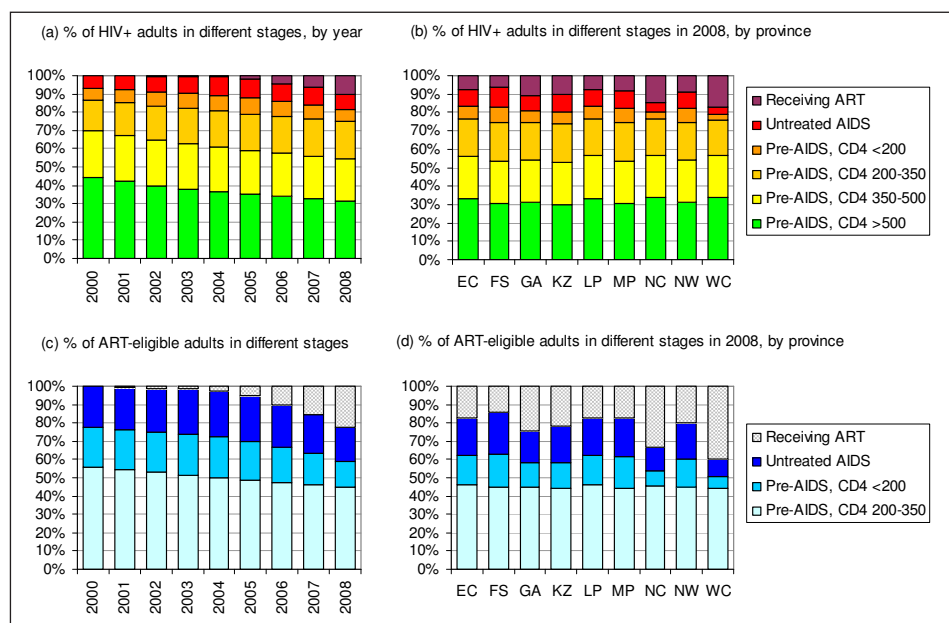 (a) % of HIV+ adults in different stages, by year
100%
90%
80%
70%
60%
50%
40%
30%
20%
10%
0%
2000 2001 2002 2003 2004 2005 2006 2007 2008
(b) % of HIV+ adults in different stages in 2008, by province
100%
90%
80%
70%
60%
50%
40%
30%
20%
10%
0%
EC FS GA KZ LP MP NC NW WC
Receiving ART
Untreated AIDS
Pre-AIDS, CD4 <200
Pre-AIDS, CD4 200-350
Pre-AIDS, CD4 350-500
Pre-AIDS, CD4 >500
(c) % of ART-eligible adults in different stages
100%
90%
80%
70%
60%
50%
40%
30%
20%
10%
0%
2000 2001 2002 2003 2004 2005 2006 2007 2008
(d) % of ART-eligible adults in different stages in 2008, by province
100%
90%
80%
70%
60%
50%
40%
30%
20%
10%
0%
EC FS GA KZ LP MP NC NW WC
Receiving ART
Untreated AIDS
Pre-AIDS, CD4 <200
Pre-AIDS, CD4 200-350